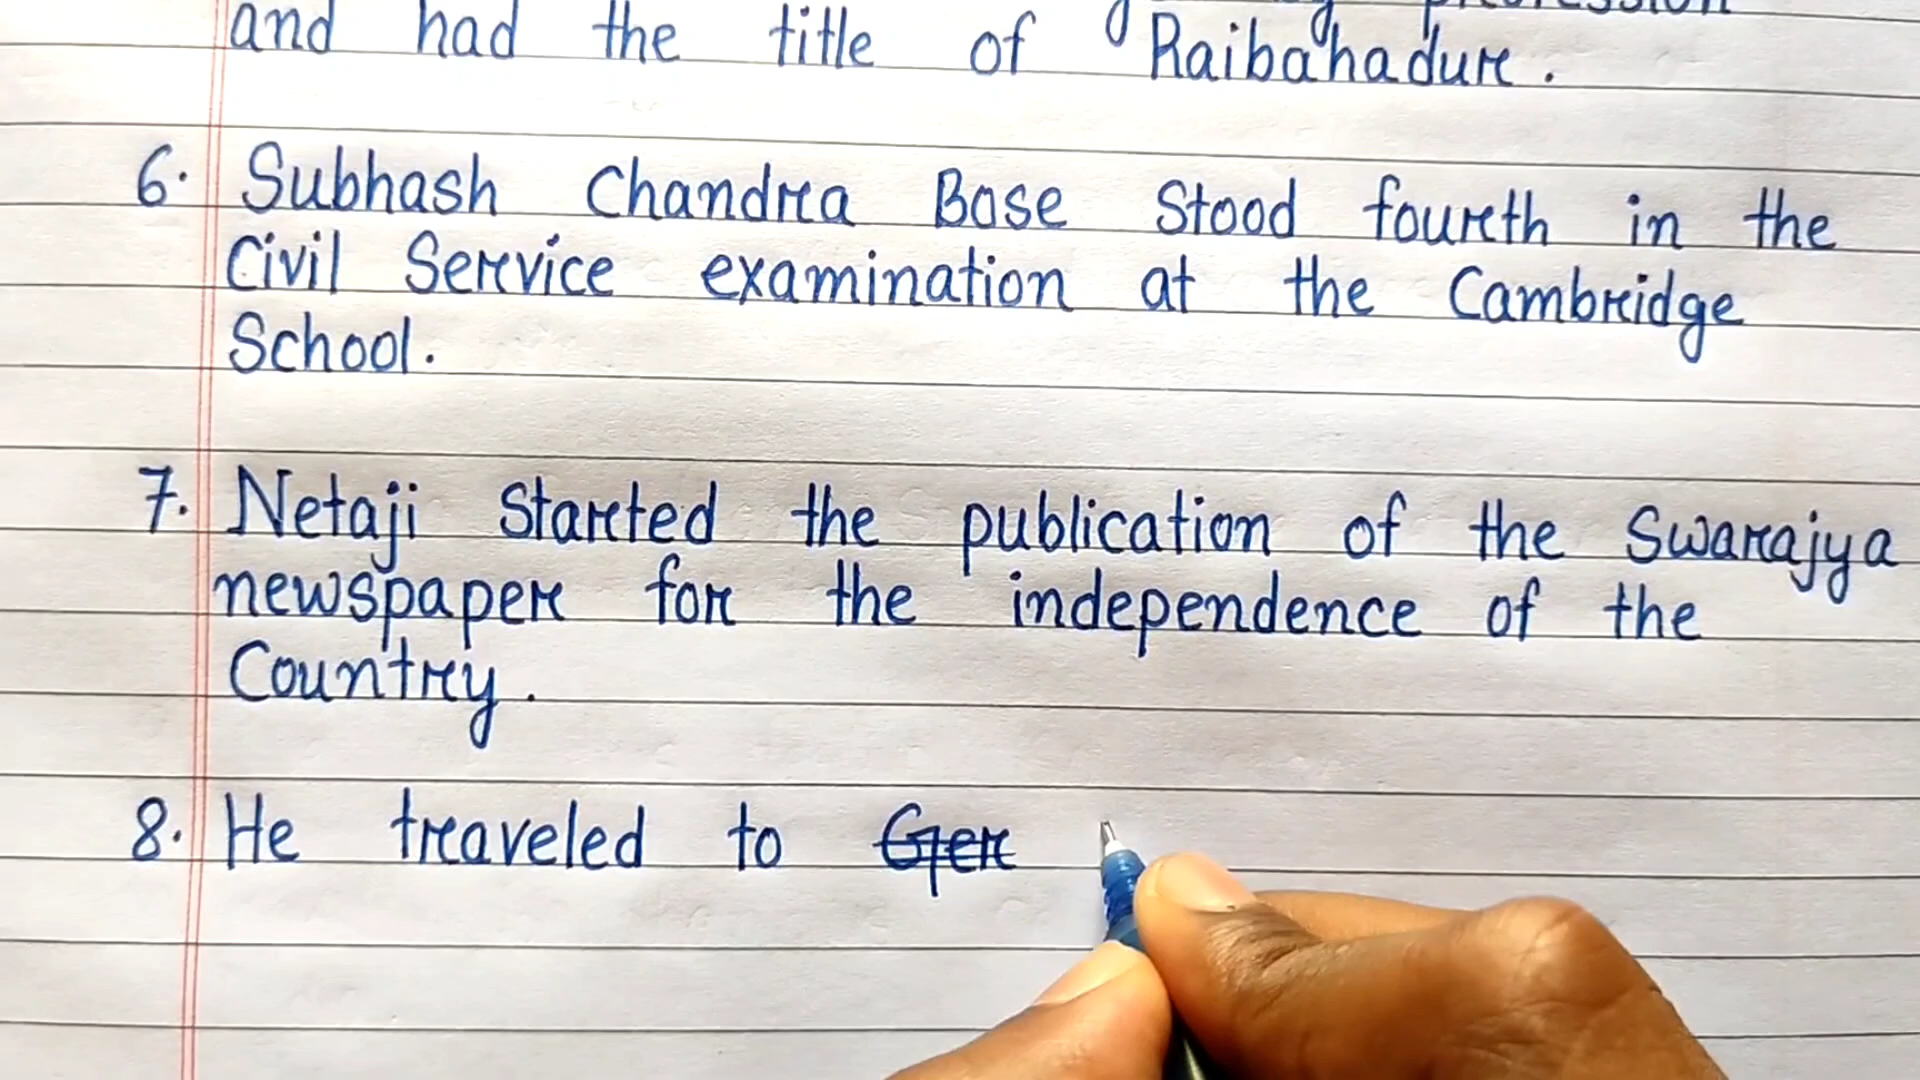 and had the title of Raibahadur.
6. Subhash Chandra Bose Stood fourth in the
Civil Service examination at the Cambridge
School.
7. Netaji Started the publication of the Swarajya
newspaper for the independence of the
Country.
8. He traveled to Ger